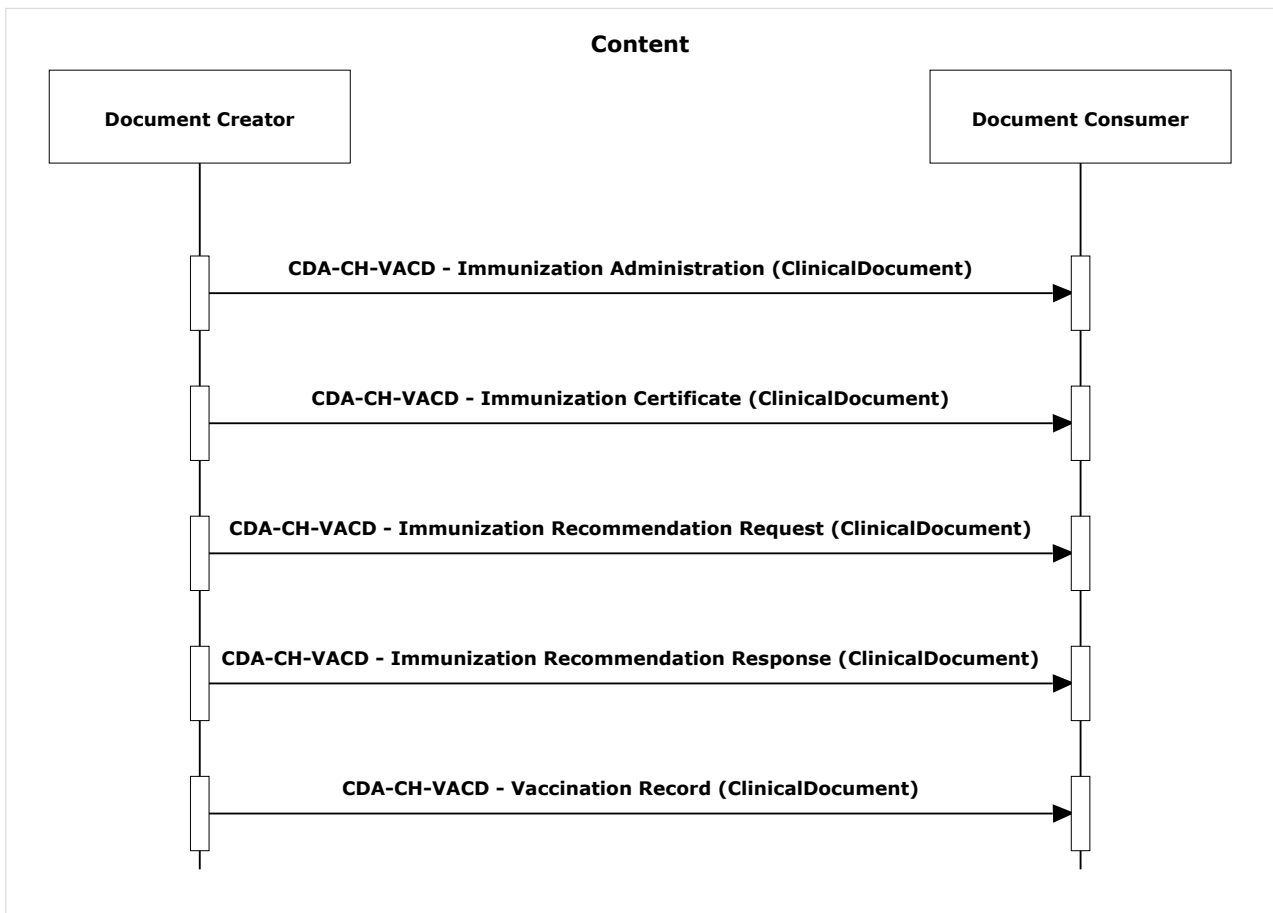 Content
Document Creator
Document Consumer
CDA-CH-VACD - Immunization Administration (ClinicalDocument)
CDA-CH-VACD - Immunization Certificate (ClinicalDocument)
CDA-CH-VACD - Immunization Recommendation Request (ClinicalDocument)
CDA-CH-VACD - Immunization Recommendation Response (ClinicalDocument)
CDA-CH-VACD - Vaccination Record (ClinicalDocument)